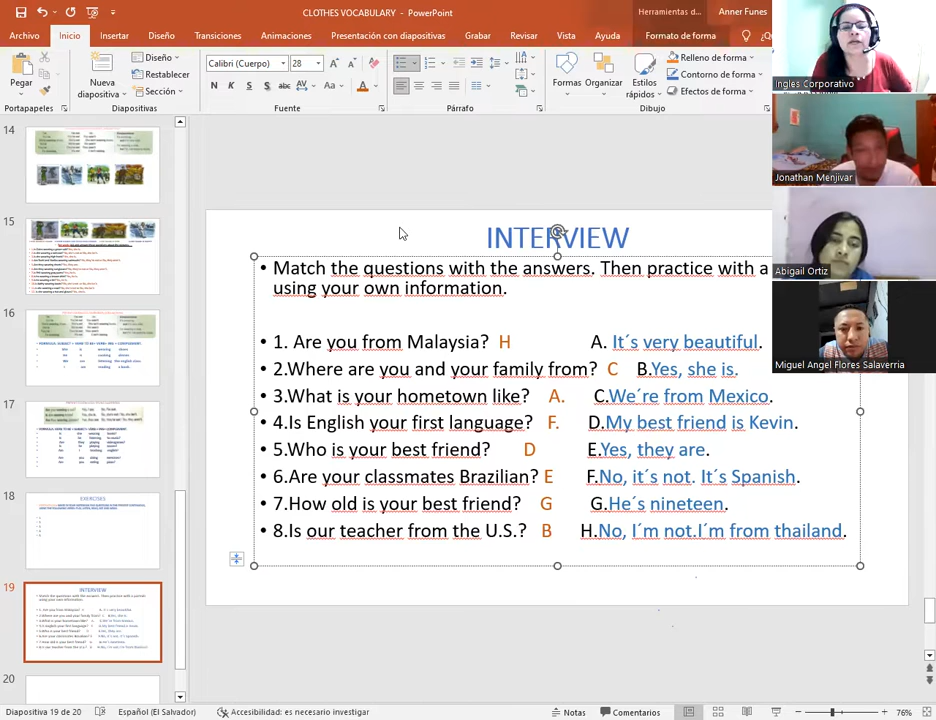 CLOTHES VOCABULARY - PowerPoint
Herramientas d...
Anner Funes
Archivo Inicio Insertar Diseño Transiciones Animaciones Presentación con diapositivas Grabar Revisar Vista Ayuda Formato de forma
Pegar
Portapapeles
Nueva diapositiva
Diseño
Restablecer
Sección
Diapositivas
Calibri (Cuerpo) 28
N K S S abc AV Aa A
Fuente
Párrafo
Formas
Organizar
Estilos rápidos
Relleno de forma
Contorno de forma
Efectos de forma
Dibujo
Ingles Corporativo
Jonathan Menjivar
Abigail Ortiz
Miguel Angel Flores Salaverria
14
15
16
17
18
EXERCISES
19
INTERVIEW
20
INTERVIEW
• Match the questions with the answers. Then practice with a
using your own information.
• 1. Are you from Malaysia? H A. It´s very beautiful.
• 2.Where are you and your family from? C B.Yes, she is.
• 3.What is your hometown like? A. C.We´re from Mexico.
• 4.Is English your first language? F. D.My best friend is Kevin.
• 5.Who is your best friend? D E.Yes, they are.
• 6.Are your classmates Brazilian? E F.No, it´s not. It´s Spanish.
• 7.How old is your best friend? G G.He´s nineteen.
• 8.Is our teacher from the U.S.? B H.No, I´m not.I´m from thailand.
Diapositiva 19 de 20 Español (El Salvador) Accesibilidad: es necesario investigar Notas Comentarios 76%